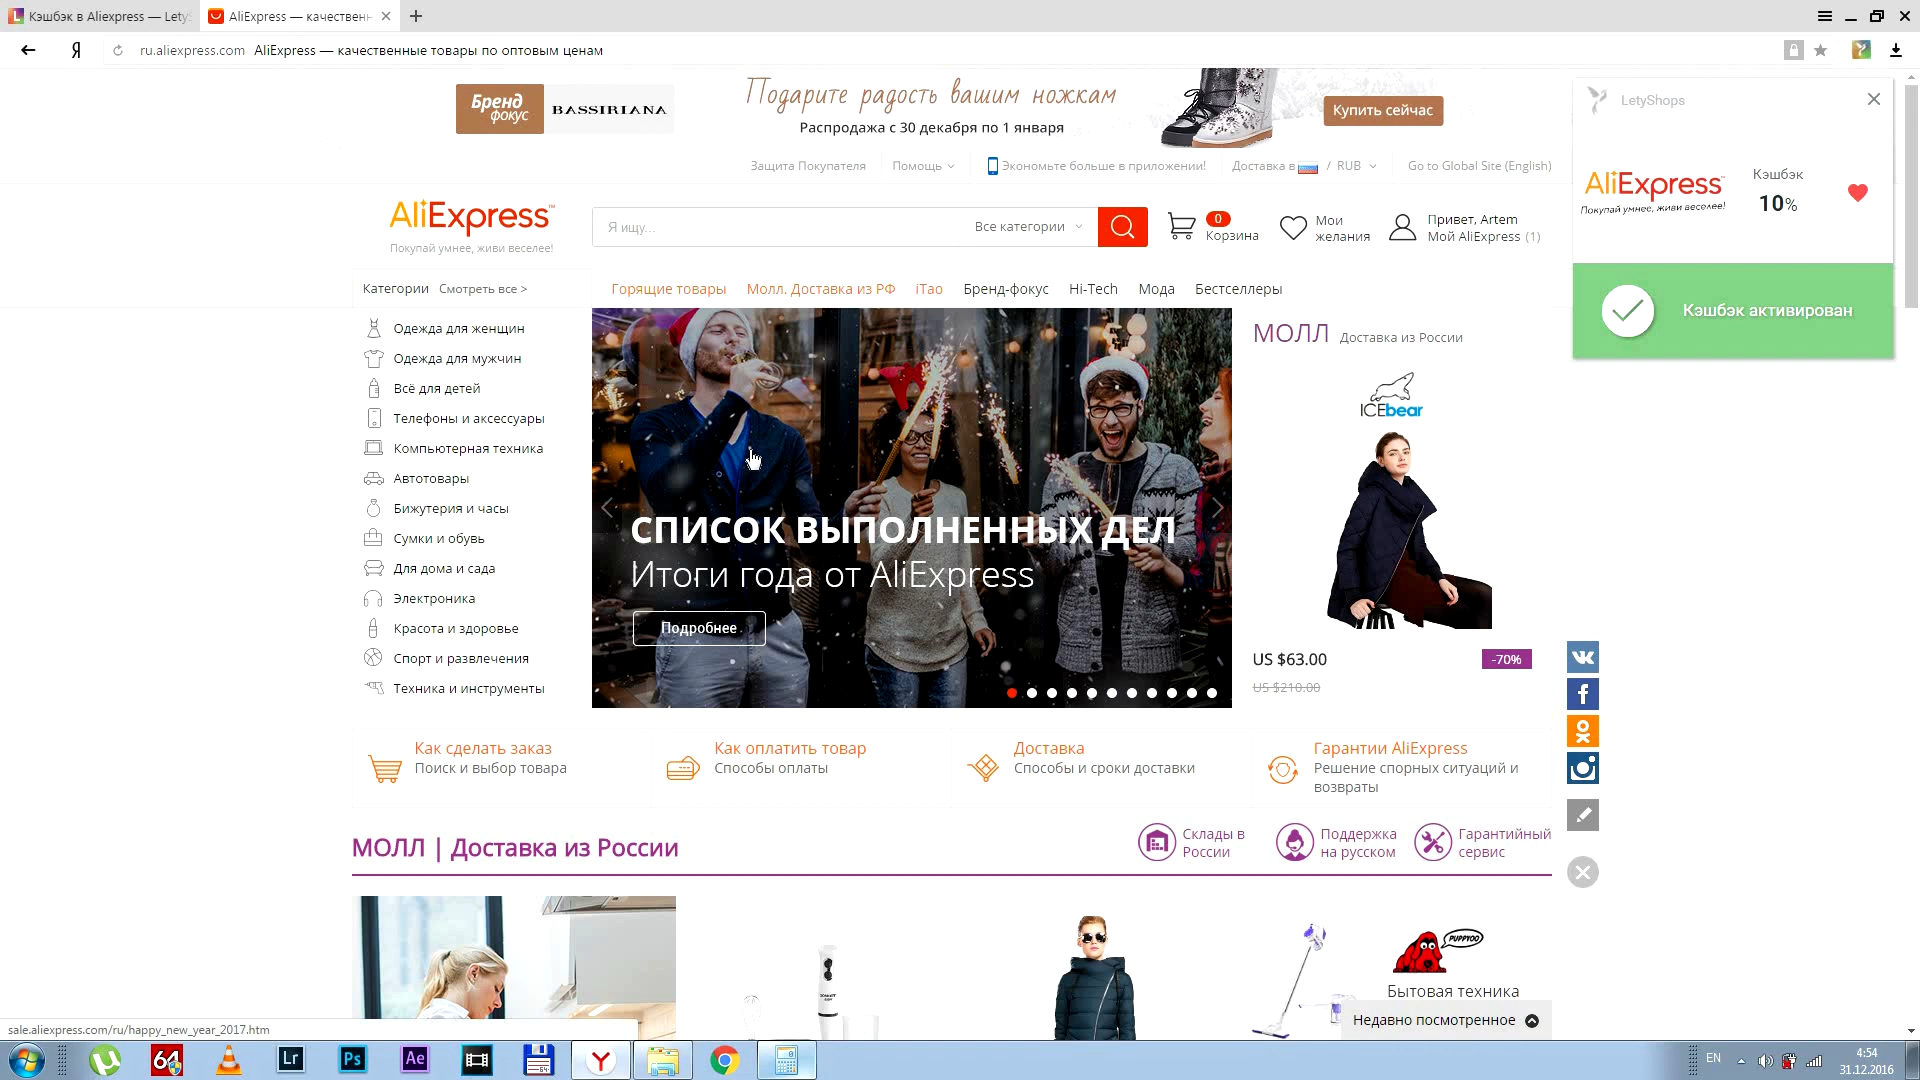 Кэшбэк в Aliexpress — Lety
AliExpress — качественн
ru.aliexpress.com AliExpress — качественные товары по оптовым ценам
Бренд фокус
BASSIRIANA
Подарите радость вашим ножкам
Распродажа с 30 декабря по 1 января
Купить сейчас
LetyShops
Защита Покупателя
Помощь
Экономьте больше в приложении!
Доставка в / RUB
Go to Global Site (English)
AliExpress™
Покупай умнее, живи веселее!
Кэшбэк
10%
AliExpress™
Покупай умнее, живи веселее!
Я ищу...
Все категории
0
Корзина
Мои желания
Привет, Artem
Мой AliExpress (1)
Кэшбэк активирован
Категории Смотреть все >
Горящие товары
Молл. Доставка из РФ
iTao
Бренд-фокус
Hi-Tech
Мода
Бестселлеры
Одежда для женщин
Одежда для мужчин
Всё для детей
Телефоны и аксессуары
Компьютерная техника
Автотовары
Бижутерия и часы
Сумки и обувь
Для дома и сада
Электроника
Красота и здоровье
Спорт и развлечения
Техника и инструменты
СПИСОК ВЫПОЛНЕННЫХ ДЕЛ
Итоги года от AliExpress
Подробнее
МОЛЛ Доставка из России
ICEbear
US $63.00
-70%
US $210.00
Как сделать заказ
Поиск и выбор товара
Как оплатить товар
Способы оплаты
Доставка
Способы и сроки доставки
Гарантии AliExpress
Решение спорных ситуаций и
возвраты
МОЛЛ | Доставка из России
Склады в
России
Поддержка
на русском
Гарантийный
сервис
PUPPYOO
Бытовая техника
Недавно посмотренное
sale.aliexpress.com/ru/happy_new_year_2017.htm
64
Lr
Ps
Ae
EN
4:54
31.12.2016